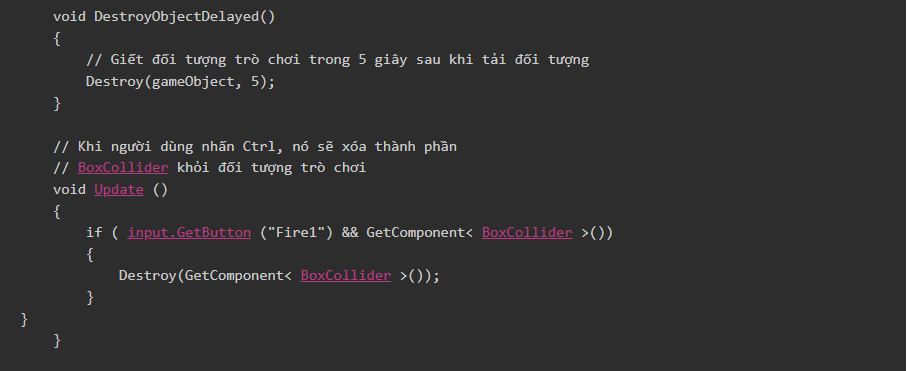 void DestroyObjectDelayed()
{
// Giết đối tượng trò chơi trong 5 giây sau khi tải đối tượng
Destroy(gameObject, 5);
}
// Khi người dùng nhấn Ctrl, nó sẽ xóa thành phần
// BoxCollider khỏi đối tượng trò chơi
void Update ()
{
if ( input.GetButton ("Fire1") && GetComponent< BoxCollider >())
{
Destroy(GetComponent< BoxCollider >());
}
}
}